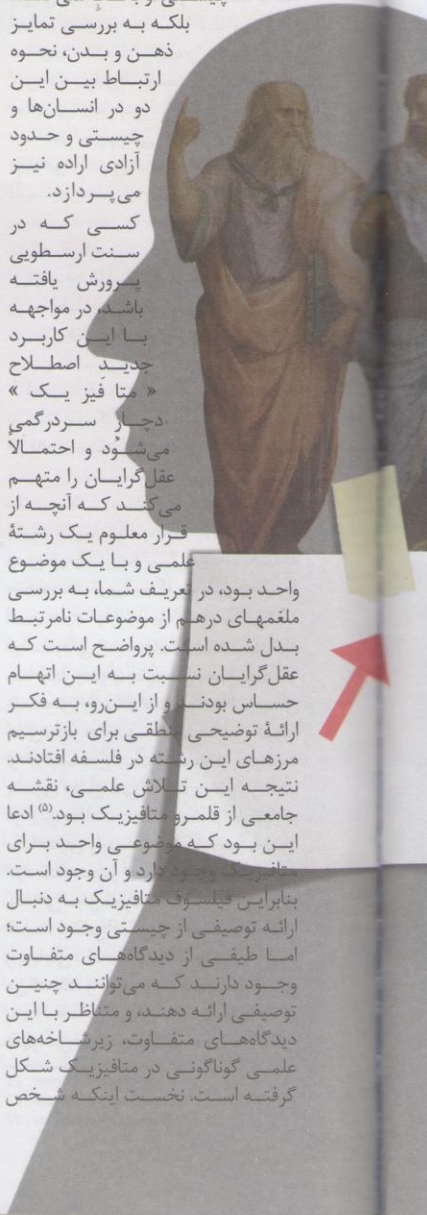 بلکه به بررسی تمایز
ذهن و بدن، نحوه
ارتباط بین این
دو در انسان‌ها و
چیستی و حدود
آزادی اراده نیز
می‌پردازد.
کسی که در
سنت ارسطویی
پرورش یافته
باشد، در مواجهه
با این کاربرد
جدیدِ اصطلاح
« متا فیز یک »
دچار سردرگمی
می‌شود و احتمالاً
عقل‌گرایان را متهم
می‌کند که آنچه از
قرار معلوم یک رشتهٔ
علمی و با یک موضوع
واحد بود، در تعریف شما، به بررسی
ملغمهای درهم از موضوعات نامرتبط
بدل شده است. پرواضح است که
عقل‌گرایان نسبت به این اتهام
حساس بودند و از این‌رو، به فکر
ارائهٔ توضیحی منطقی برای بازترسیم
مرزهای این رشته در فلسفه افتادند.
نتیجه این تلاش علمی، نقشه
جامعی از قلمرو متافیزیک بود.(۵) ادعا
این بود که موضوعی واحد برای
متافیزیک وجود دارد و آن وجود است.
بنابراین فیلسوف متافیزیک به دنبال
ارائه توصیفی از چیستی وجود است؛
اما طیفی از دیدگاه‌های متفاوت
وجود دارند که می‌توانند چنین
توصیفی ارائه دهند، و متناظر با این
دیدگاه‌های متفاوت، زیرشاخه‌های
علمی گوناگونی در متافیزیک شکل
گرفته است. نخست اینکه شخص